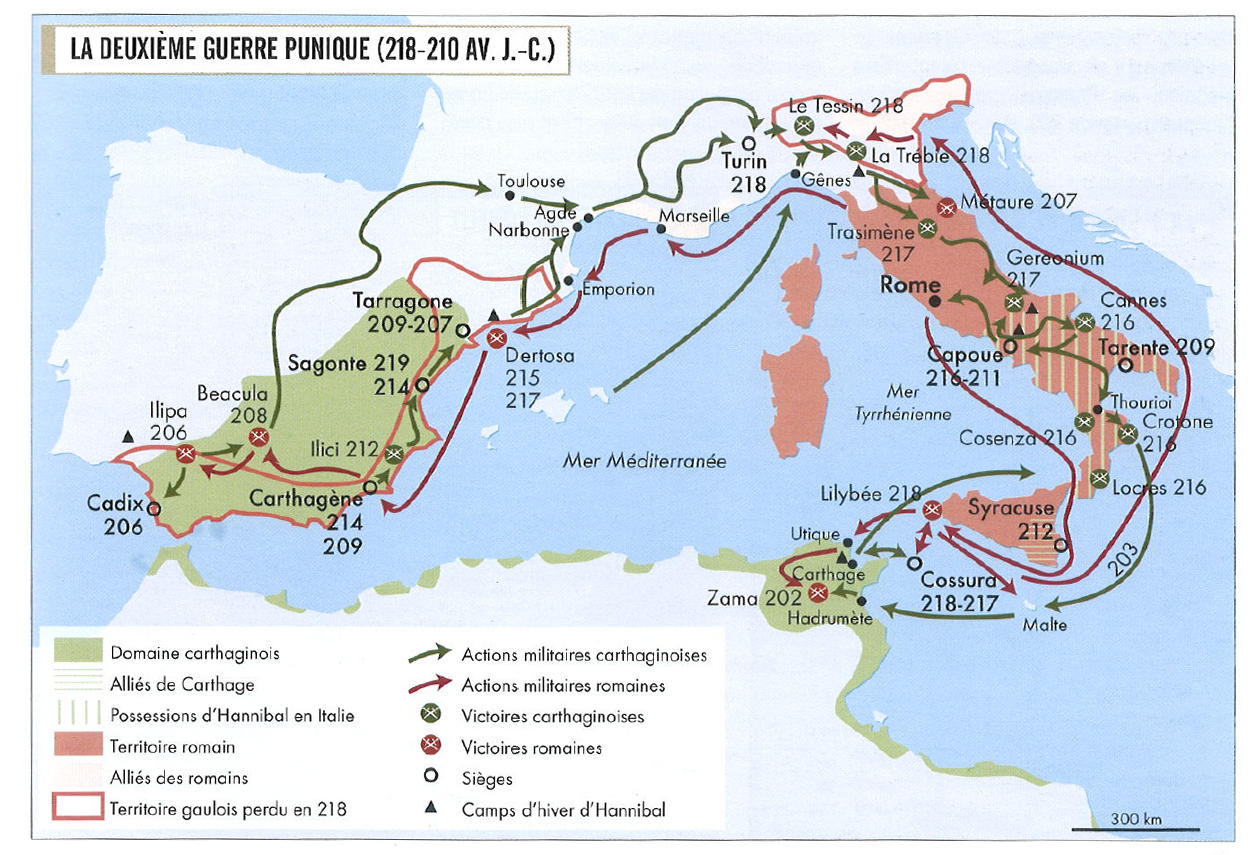 LA DEUXIÈME GUERRE PUNIQUE (218-210 AV. J.-C.)
Le Tessin 218
Turin
218
La Trébie 218
Gênes
Toulouse
Agde
Narbonne
Marseille
Métaure 207
Trasimène
217
Gereonium
217
Emporion
Rome
Tarragone
209-207
Cannes
216
Dertosa
215
217
Sagonte 219
214
Capoue
216-211
Tarente 209
Beacula
208
Mer
Tyrrhénienne
Thourioi
Ilipa
206
Crotone
216
Cosenza 216
Ilici 212
Mer Méditerranée
Locres 216
Lilybée 218
Carthagène
214
209
Cadix
206
Syracuse
212
Utique
Carthage
Cossura
218-217
203
Zama 202
Hadrumète
Malte
Domaine carthaginois
Alliés de Carthage
Possessions d'Hannibal en Italie
Territoire romain
Alliés des romains
Territoire gaulois perdu en 218
Actions militaires carthaginoises
Actions militaires romaines
Victoires carthaginoises
Victoires romaines
Sièges
Camps d'hiver d'Hannibal
300 km